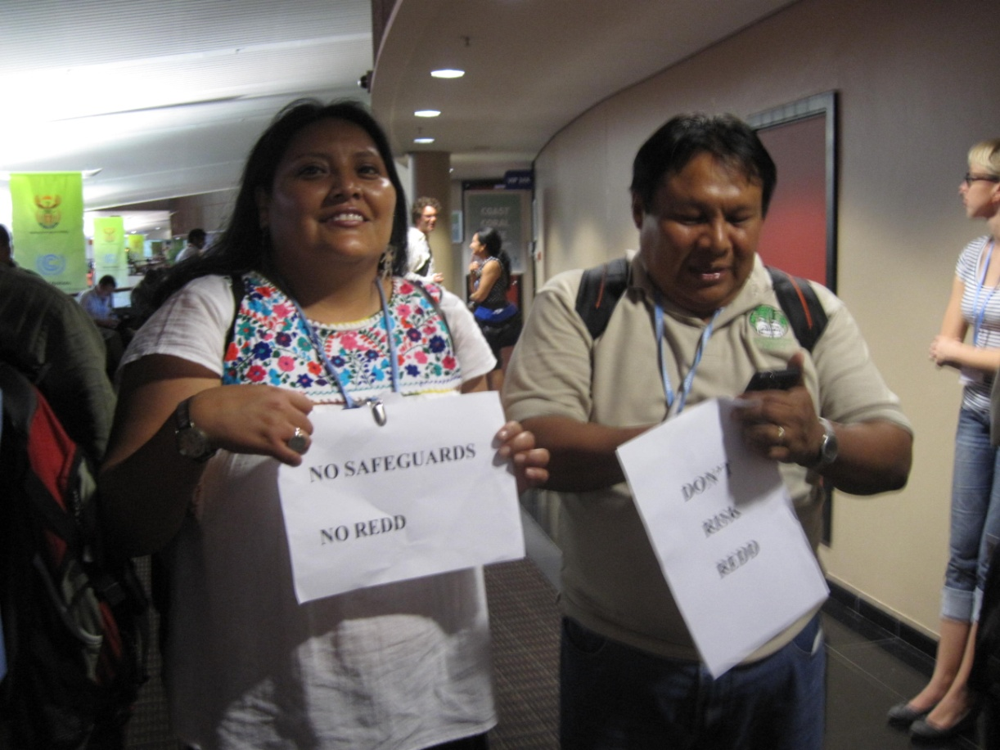 NO SAFEGUARDS
NO REDD
DON'T
RISK
REDD
COAST
CORAL